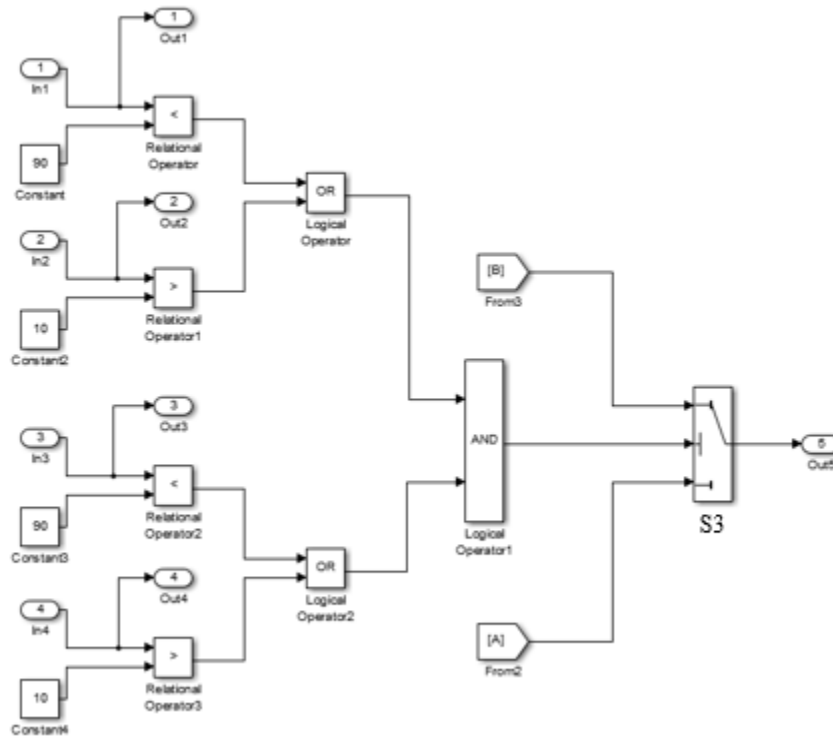 1
Out1
1
In1
<
Relational
Operator
90
Constant
OR
Logical
Operator
2
Out2
2
In2
>
Relational
Operator1
10
Constant2
[B]
From3
3
Out3
3
In3
<
Relational
Operator2
90
Constant3
AND
Logical
Operator1
5
Out5
S3
OR
Logical
Operator2
4
Out4
4
In4
>
Relational
Operator3
10
Constant4
[A]
From2